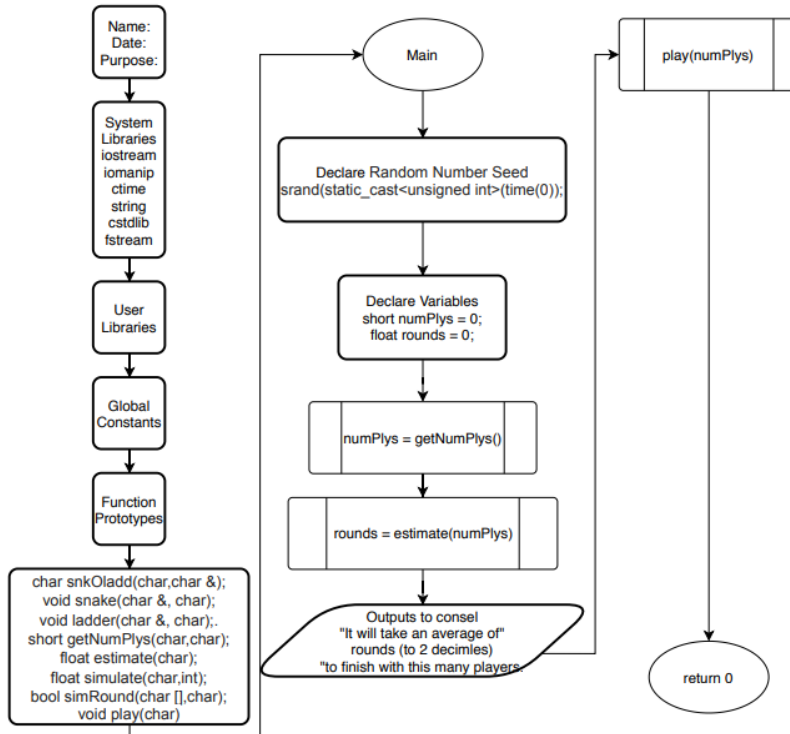 Name:
Date:
Purpose:
System
Libraries
iostream
iomanip
ctime
string
cstdlib
fstream
User
Libraries
Global
Constants
Function
Prototypes
char snkOladd(char,char &);
void snake(char &, char);
void ladder(char &, char);.
short getNumPlys(char,char);
float estimate(char);
float simulate(char,int);
bool simRound(char [],char);
void play(char)
Main
Declare Random Number Seed
srand(static_cast<unsigned int>(time(0));
Declare Variables
short numPlys = 0;
float rounds = 0;
numPlys = getNumPlys()
rounds = estimate(numPlys)
Outputs to consel
"It will take an average of"
rounds (to 2 decimles)
"to finish with this many players.
play(numPlys)
return 0